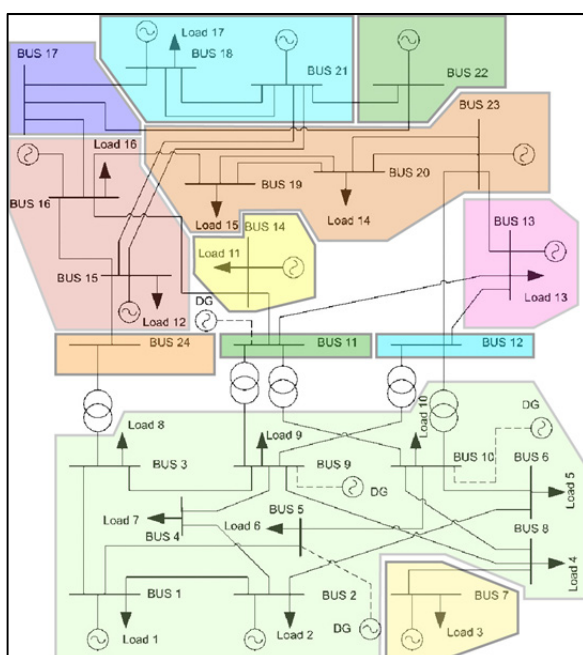 Load 17
BUS 17
BUS 18
BUS 21
BUS 22
BUS 23
Load 16
BUS 16
BUS 19
BUS 20
Load 15
Load 14
BUS 14
BUS 13
Load 11
BUS 15
Load 12
Load 13
DG
BUS 24
BUS 11
BUS 12
Load 8
Load 9
Load 10
DG
BUS 3
BUS 9
BUS 10
BUS 6
Load 5
DG
Load 7
BUS 4
Load 6
BUS 5
BUS 8
Load 4
BUS 1
BUS 2
BUS 7
Load 1
Load 2
DG
Load 3